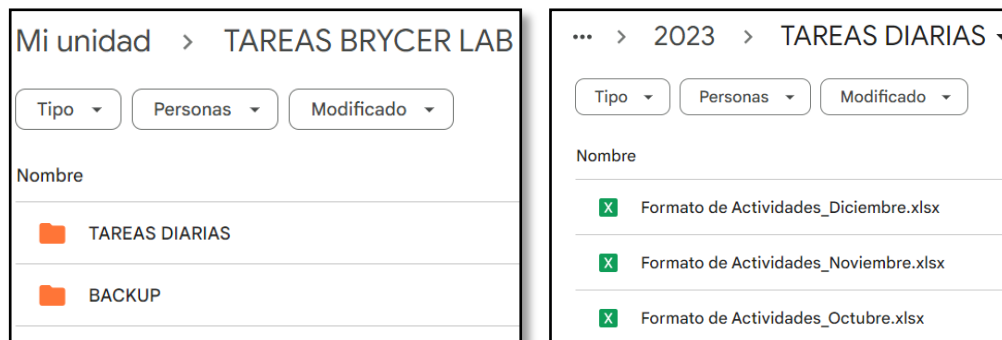 Mi unidad > TAREAS BRYCER LAB
Tipo Personas Modificado
Nombre
TAREAS DIARIAS
BACKUP
... > 2023 > TAREAS DIARIAS
Tipo Personas Modificado
Nombre
Formato de Actividades_Diciembre.xlsx
Formato de Actividades_Noviembre.xlsx
Formato de Actividades_Octubre.xlsx